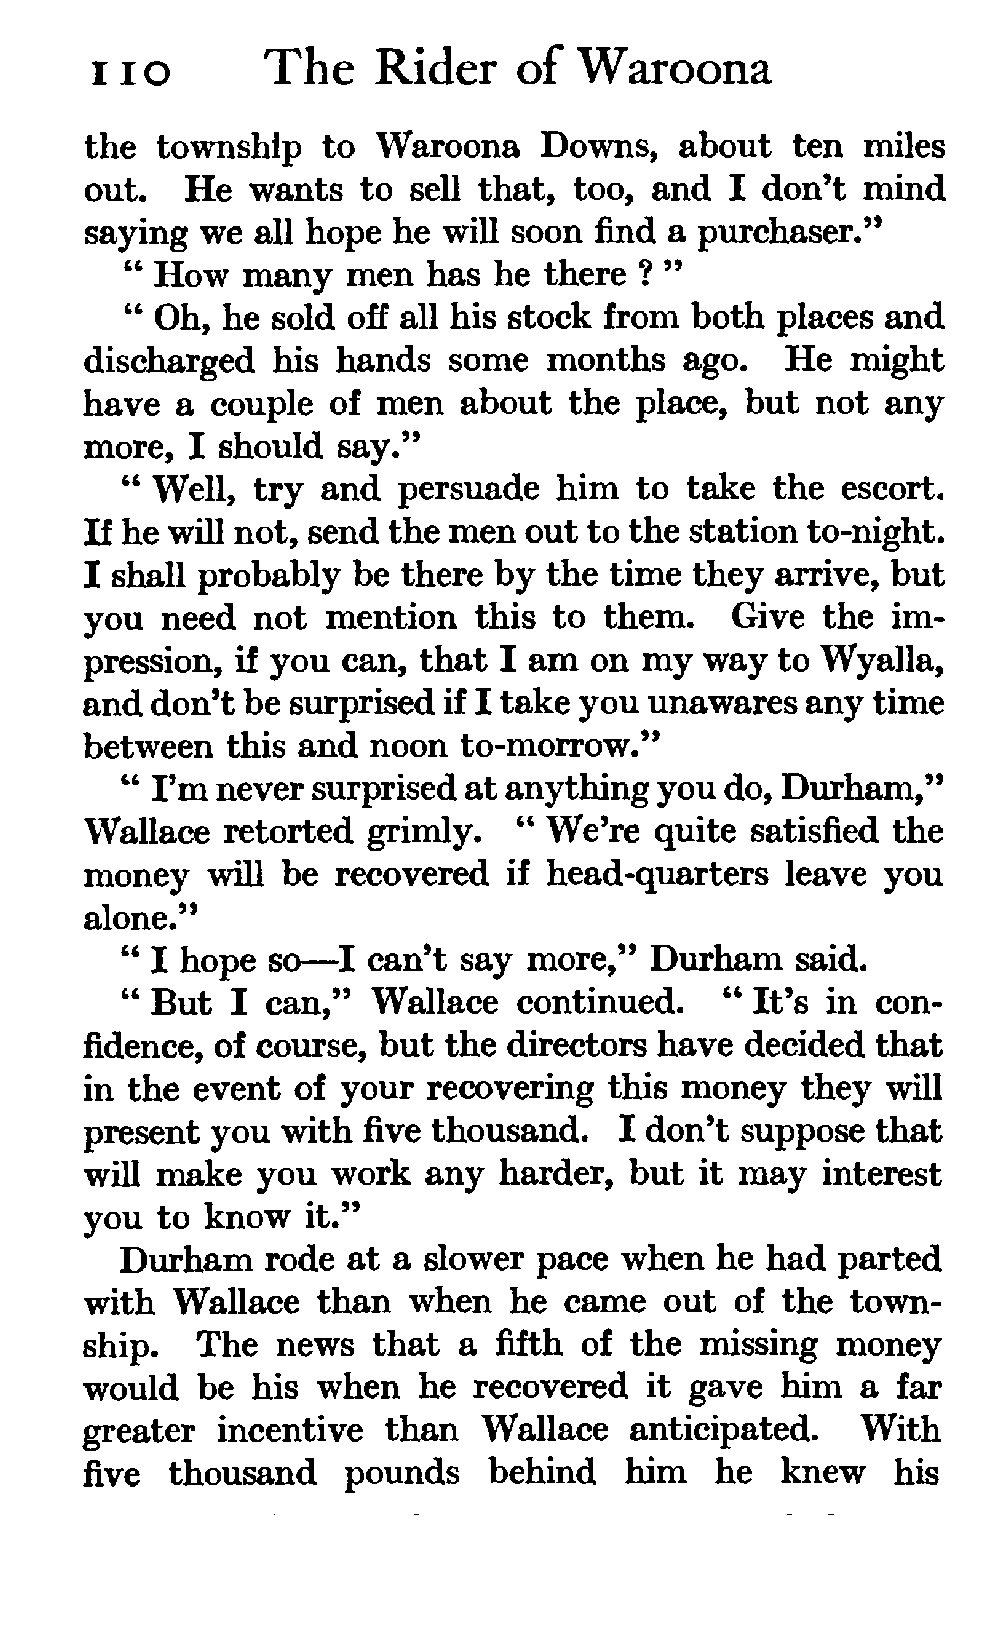 110 The Rider of Waroona
the township to Waroona Downs, about ten miles
out. He wants to sell that, too, and I don't mind
saying we all hope he will soon find a purchaser."
" How many men has he there ? "
" Oh, he sold off all his stock from both places and
discharged his hands some months ago. He might
have a couple of men about the place, but not any
more, I should say."
" Well, try and persuade him to take the escort.
If he will not, send the men out to the station to-night.
I shall probably be there by the time they arrive, but
you need not mention this to them. Give the im-
pression, if you can, that I am on my way to Wyalla,
and don't be surprised if I take you unawares any time
between this and noon to-morrow."
" I'm never surprised at anything you do, Durham,"
Wallace retorted grimly. " We're quite satisfied the
money will be recovered if head-quarters leave you
alone."
" I hope so—I can't say more," Durham said.
" But I can," Wallace continued. " It's in con-
fidence, of course, but the directors have decided that
in the event of your recovering this money they will
present you with five thousand. I don't suppose that
will make you work any harder, but it may interest
you to know it."
Durham rode at a slower pace when he had parted
with Wallace than when he came out of the town-
ship. The news that a fifth of the missing money
would be his when he recovered it gave him a far
greater incentive than Wallace anticipated. With
five thousand pounds behind him he knew his